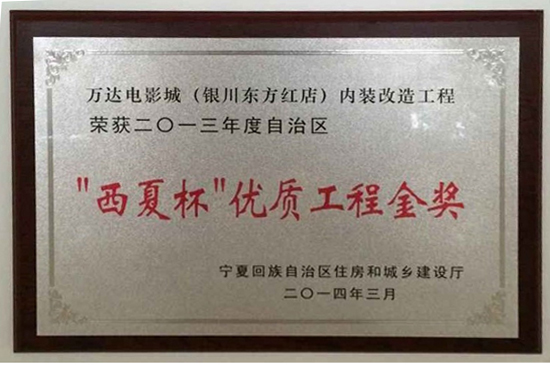 万达电影城（银川东方红店）内装改造工程
荣获二〇一三年度自治区
"西夏杯"优质工程金奖
宁夏回族自治区住房和城乡建设厅
二〇一四年三月